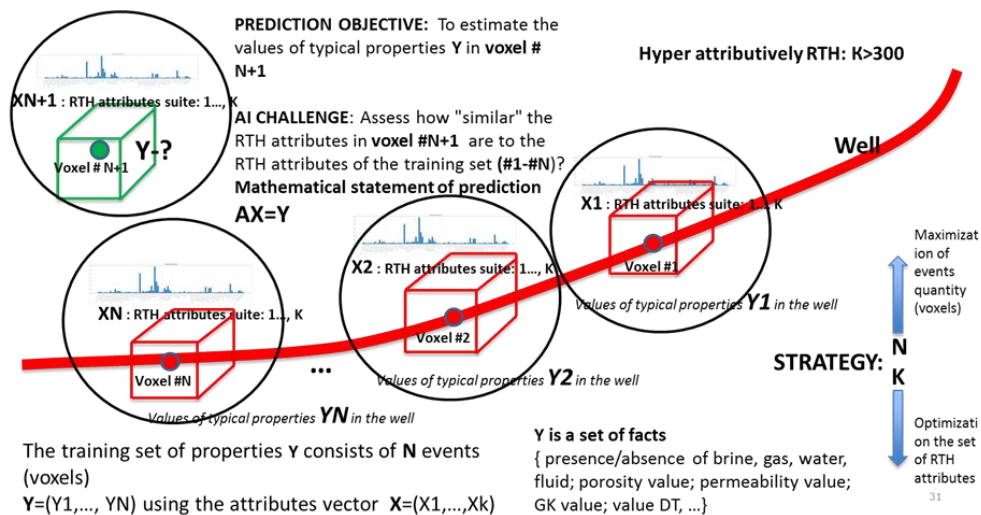 PREDICTION OBJECTIVE: To estimate the
values of typical properties Y in voxel #
N+1
Hyper attributively RTH: K>300
XN+1 : RTH attributes suite: 1..., K
Y-?
Voxel # N+1
AI CHALLENGE: Assess how "similar" the
RTH attributes in voxel #N+1 are to the
RTH attributes of the training set (#1-#N)?
Mathematical statement of prediction
AX=Y
Well
X1 : RTH attributes suite: 1... K
Voxel #1
Values of typical properties Y1 in the well
X2
: RTH attributes suite: 1..., K
Voxel #2
Values of typical properties Y2 in the well
XN : RTH attributes suite: 1..., K
Voxel #N
...
Values of typical properties YN in the well
Maximizat
ion of
events
quantity
(voxels)
STRATEGY:
N
K
Optimizati
on the set
of RTH
attributes
The training set of properties Y consists of N events
(voxels)
Y=(Y1,..., YN) using the attributes vector X=(X1,...,Xk)
Y is a set of facts
{ presence/absence of brine, gas, water,
fluid; porosity value; permeability value;
GK value; value DT, ...}
31